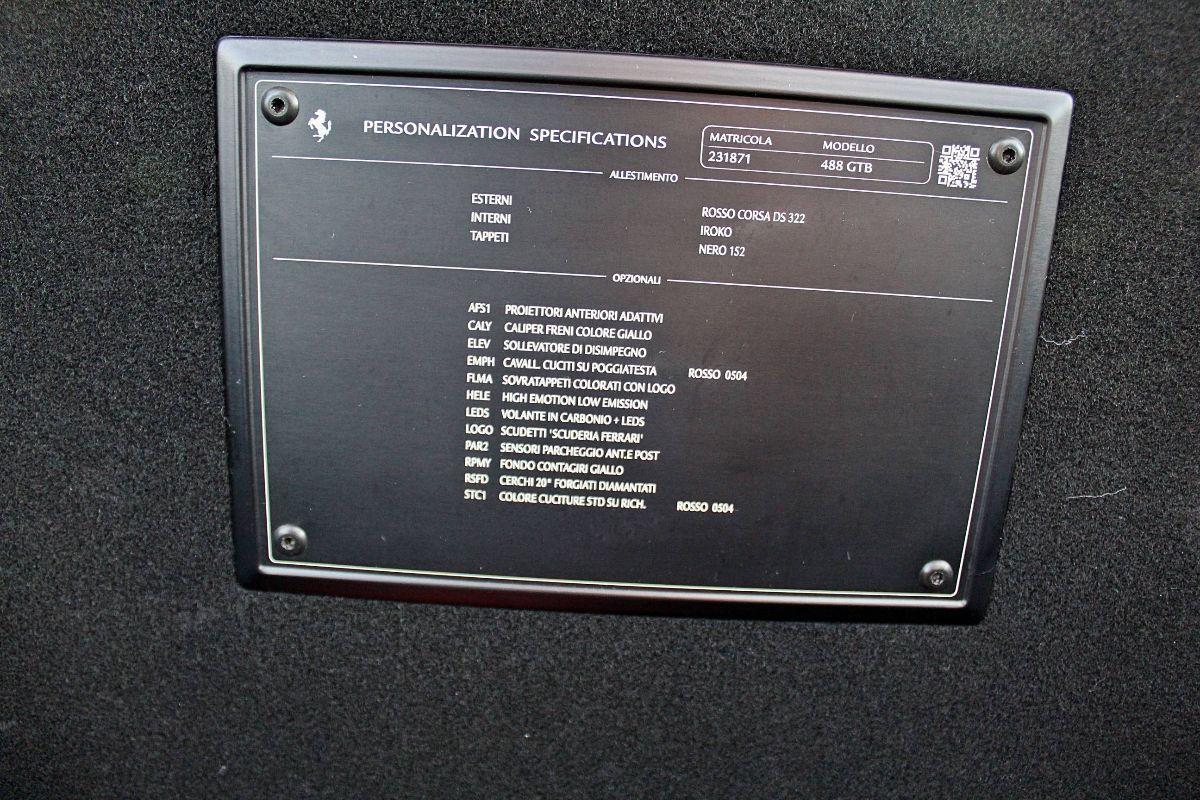 PERSONALIZATION SPECIFICATIONS
MATRICOLA MODELLO
231871 488 GTB
ALLESTIMENTO
ESTERNI ROSSO CORSA DS 322
INTERNI IROKO
TAPPETI NERO 152
OPZIONALI
AFS1 PROIETTORI ANTERIORI ADATTIVI
CALY CALIPER FRENI COLORE GIALLO
ELEV SOLLEVATORE DI DISIMPEGNO
EMPH CAVALL. CUCITI SU POGGIATESTA ROSSO 0504
FLMA SOVRATAPPETI COLORATI CON LOGO
HELE HIGH EMOTION LOW EMISSION
LEDS VOLANTE IN CARBONIO + LEDS
LOGO SCUDETTI 'SCUDERIA FERRARI'
PAR2 SENSORI PARCHEGGIO ANT.E POST
RPMY FONDO CONTAGIRI GIALLO
RSFD CERCHI 20" FORGIATI DIAMANTATI
STC1 COLORE CUCITURE STD SU RICH. ROSSO 0504